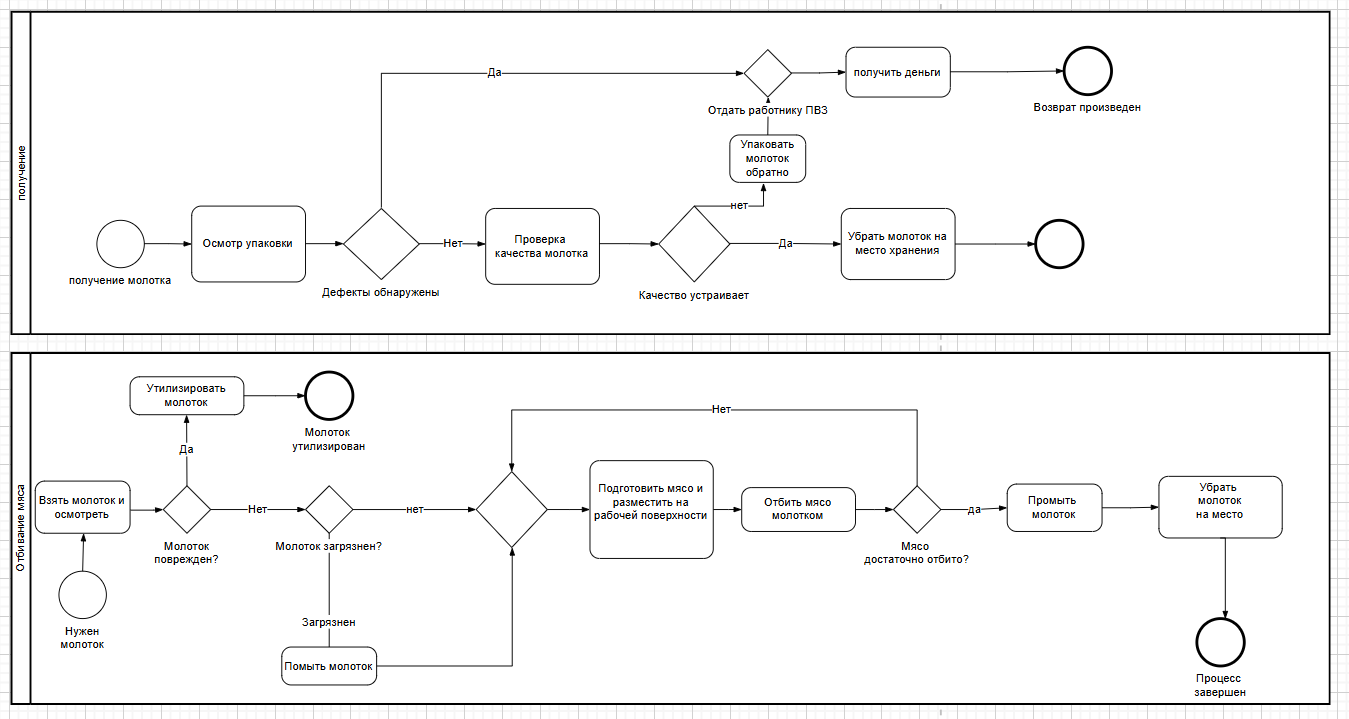 получение
Да
Отдать работнику ПВЗ
получить деньги
Возврат произведен
Упаковать
молоток
обратно
нет
получение молотка
Осмотр упаковки
Дефекты обнаружены
Нет
Проверка
качества молотка
Качество устраивает
Да
Убрать молоток на
место хранения
Отбивание мяса
Утилизировать
молоток
Молоток
утилизирован
Да
Взять молоток и
осмотреть
Нужен
молоток
Молоток
поврежден?
Нет
Молоток загрязнен?
нет
Загрязнен
Помыть молоток
Нет
Подготовить мясо и
разместить на
рабочей поверхности
Отбить мясо
молотком
Мясо
достаточно отбито?
да
Промыть
молоток
Убрать
молоток
на место
Процесс
завершен